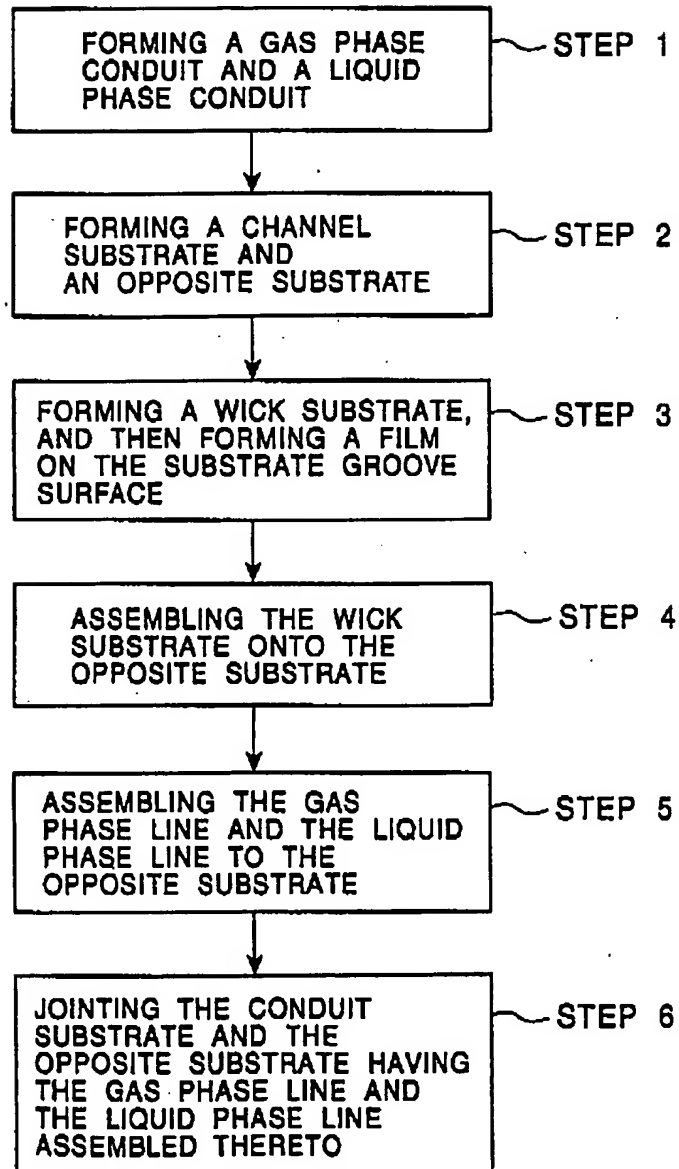 FORMING A GAS PHASE
CONDUIT AND A LIQUID
PHASE CONDUIT
STEP 1
FORMING A CHANNEL
SUBSTRATE AND
AN OPPOSITE SUBSTRATE
STEP 2
FORMING A WICK SUBSTRATE,
AND THEN FORMING A FILM
ON THE SUBSTRATE GROOVE
SURFACE
STEP 3
ASSEMBLING THE WICK
SUBSTRATE ONTO THE
OPPOSITE SUBSTRATE
STEP 4
ASSEMBLING THE GAS
PHASE LINE AND THE LIQUID
PHASE LINE TO THE
OPPOSITE SUBSTRATE
STEP 5
JOINTING THE CONDUIT
SUBSTRATE AND THE
OPPOSITE SUBSTRATE HAVING
THE GAS PHASE LINE AND
THE LIQUID PHASE LINE
ASSEMBLED THERETO
STEP 6